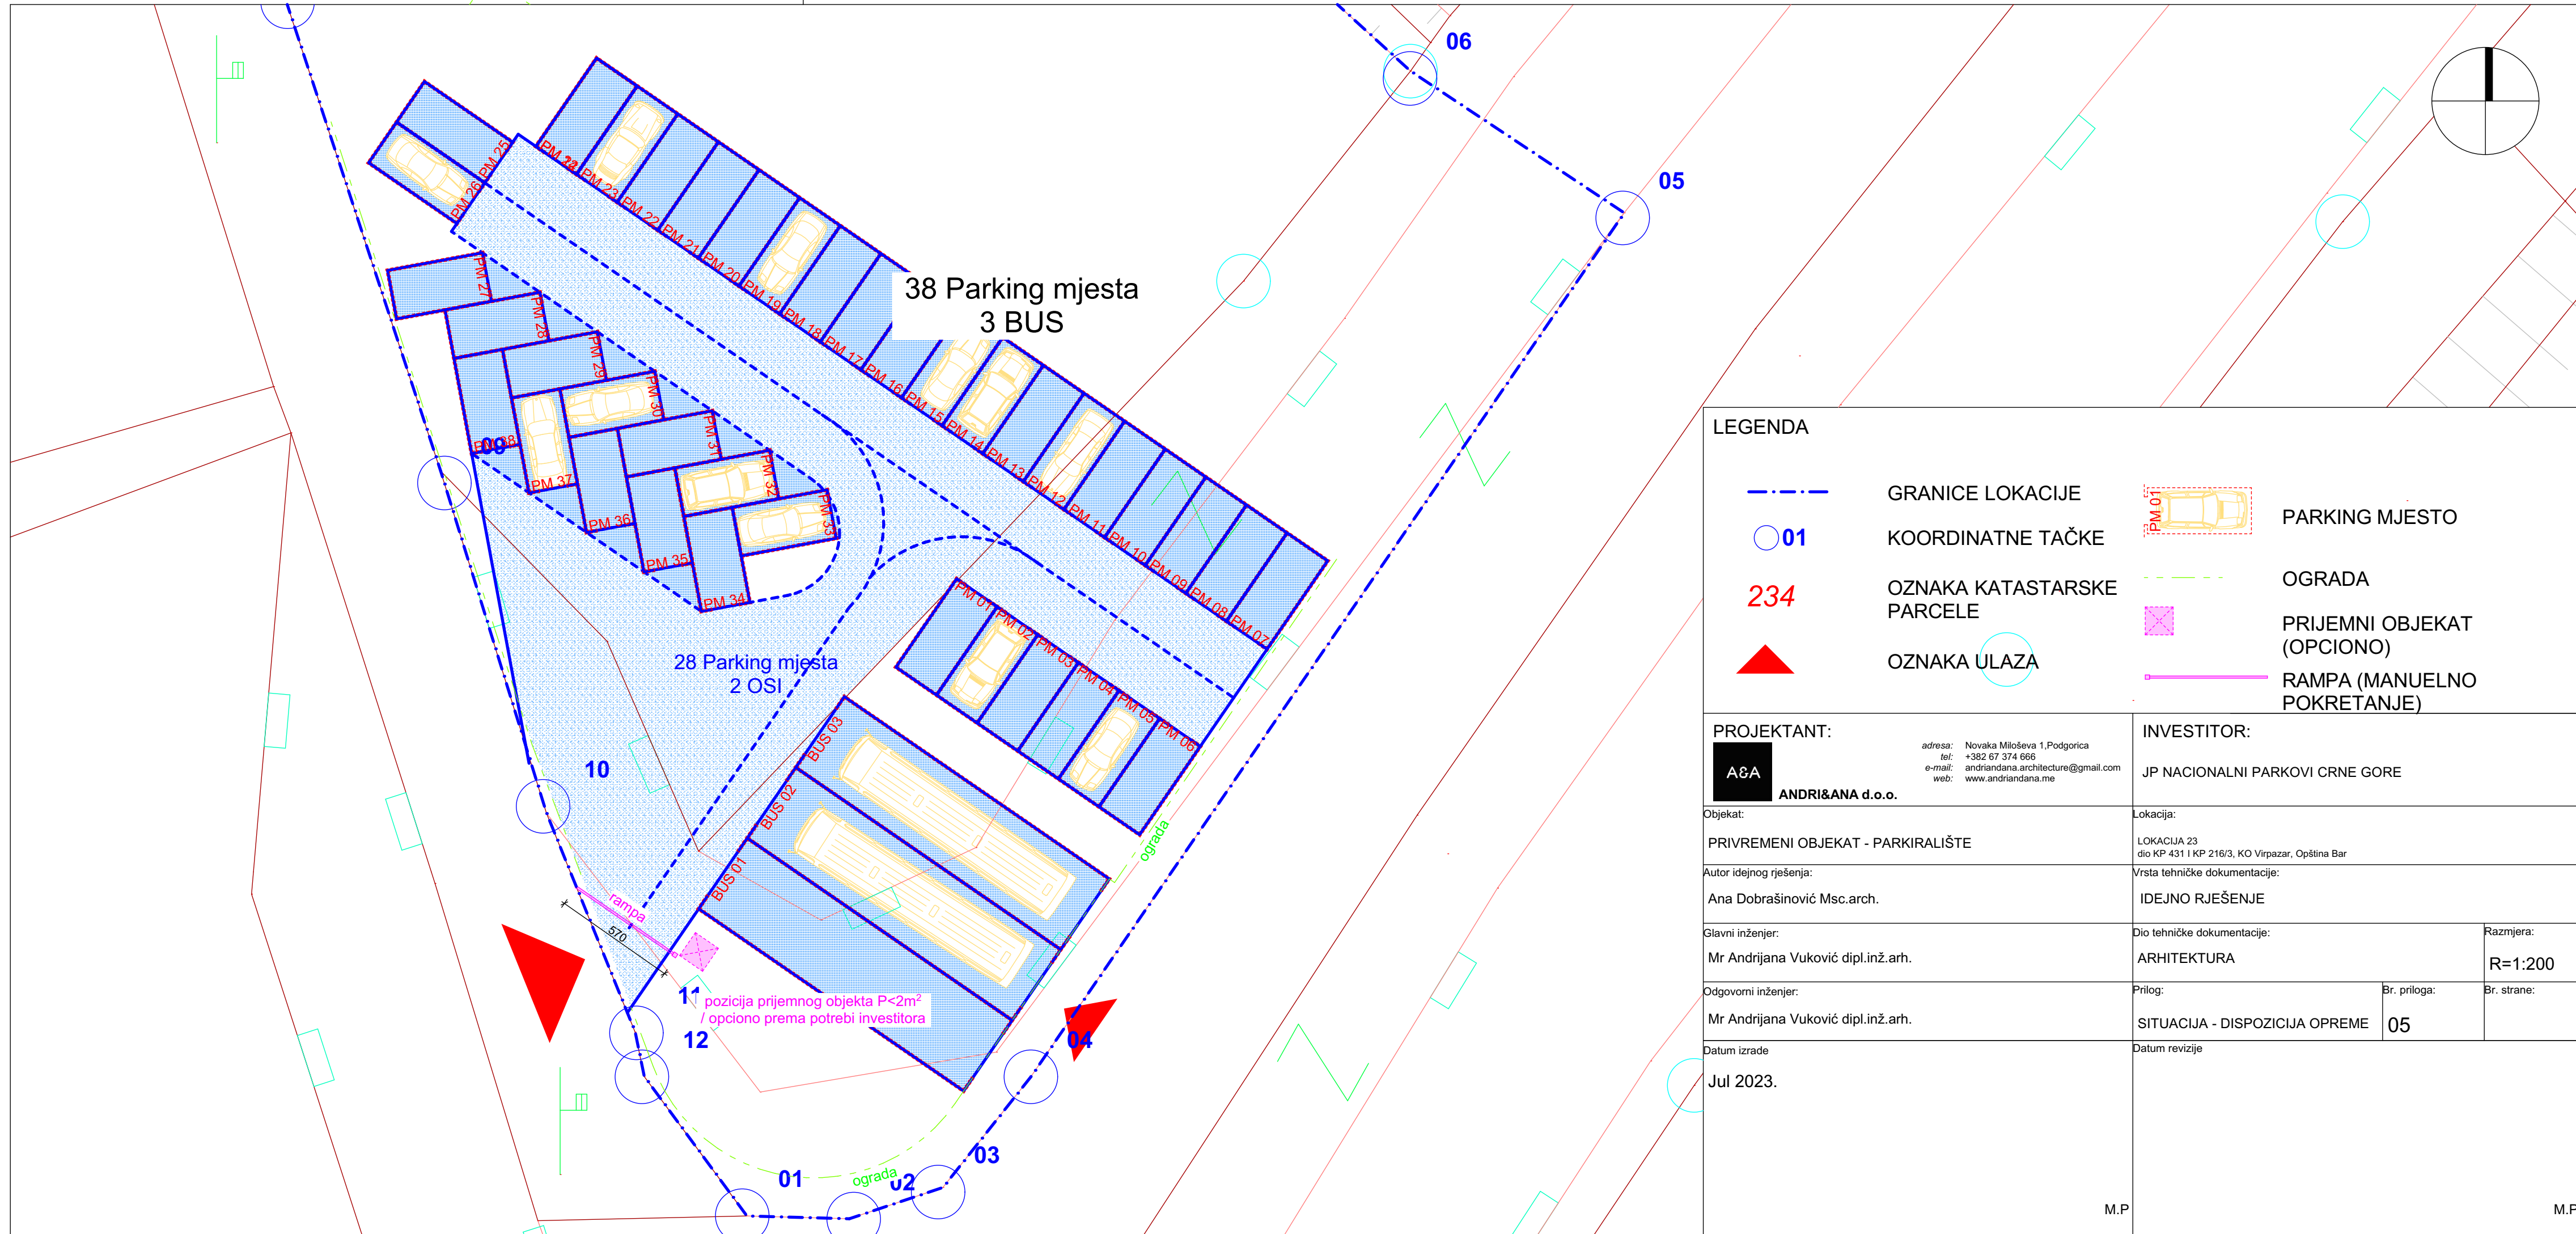 06
05
PM 25
PM 26
PM 23
PM 22
PM 21
PM 20
PM 19
PM 18
PM 17
PM 16
PM 15
PM 14
PM 13
PM 12
PM 11
PM 10
PM 09
PM 08
PM 07
38 Parking mjesta
3 BUS
PM 27
PM 28
PM 29
PM 30
PM 31
PM 32
PM 33
PM 38
09
PM 37
PM 36
PM 35
PM 34
PM 01
PM 02
PM 03
PM 04
PM 05
PM 06
28 Parking mjesta
2 OSI
BUS 03
BUS 02
BUS 01
10
rampa
570
ograda
11
pozicija prijemnog objekta P<2m²
/ opciono prema potrebi investitora
12
04
03
01
02
ograda
LEGENDA
GRANICE LOKACIJE
01
KOORDINATNE TAČKE
234
OZNAKA KATASTARSKE
PARCELE
OZNAKA ULAZA
PM 01
PARKING MJESTO
OGRADA
PRIJEMNI OBJEKAT
(OPCIONO)
RAMPA (MANUELNO
POKRETANJE)
PROJEKTANT:
A&A
ANDRI&ANA d.o.o.
adresa: Novaka Miloševa 1,Podgorica
tel: +382 67 374 666
e-mail: andriandana.architecture@gmail.com
web: www.andriandana.me
INVESTITOR:
JP NACIONALNI PARKOVI CRNE GORE
Objekat:
PRIVREMENI OBJEKAT - PARKIRALIŠTE
Lokacija:
LOKACIJA 23
dio KP 431 I KP 216/3, KO Virpazar, Opština Bar
Autor idejnog rješenja:
Ana Dobrašinović Msc.arch.
Vrsta tehničke dokumentacije:
IDEJNO RJEŠENJE
Glavni inženjer:
Mr Andrijana Vuković dipl.inž.arh.
Dio tehničke dokumentacije:
ARHITEKTURA
Razmjera:
R=1:200
Odgovorni inženjer:
Mr Andrijana Vuković dipl.inž.arh.
Prilog:
SITUACIJA - DISPOZICIJA OPREME
Br. priloga:
05
Br. strane:
Datum izrade
Jul 2023.
Datum revizije
M.P
M.P